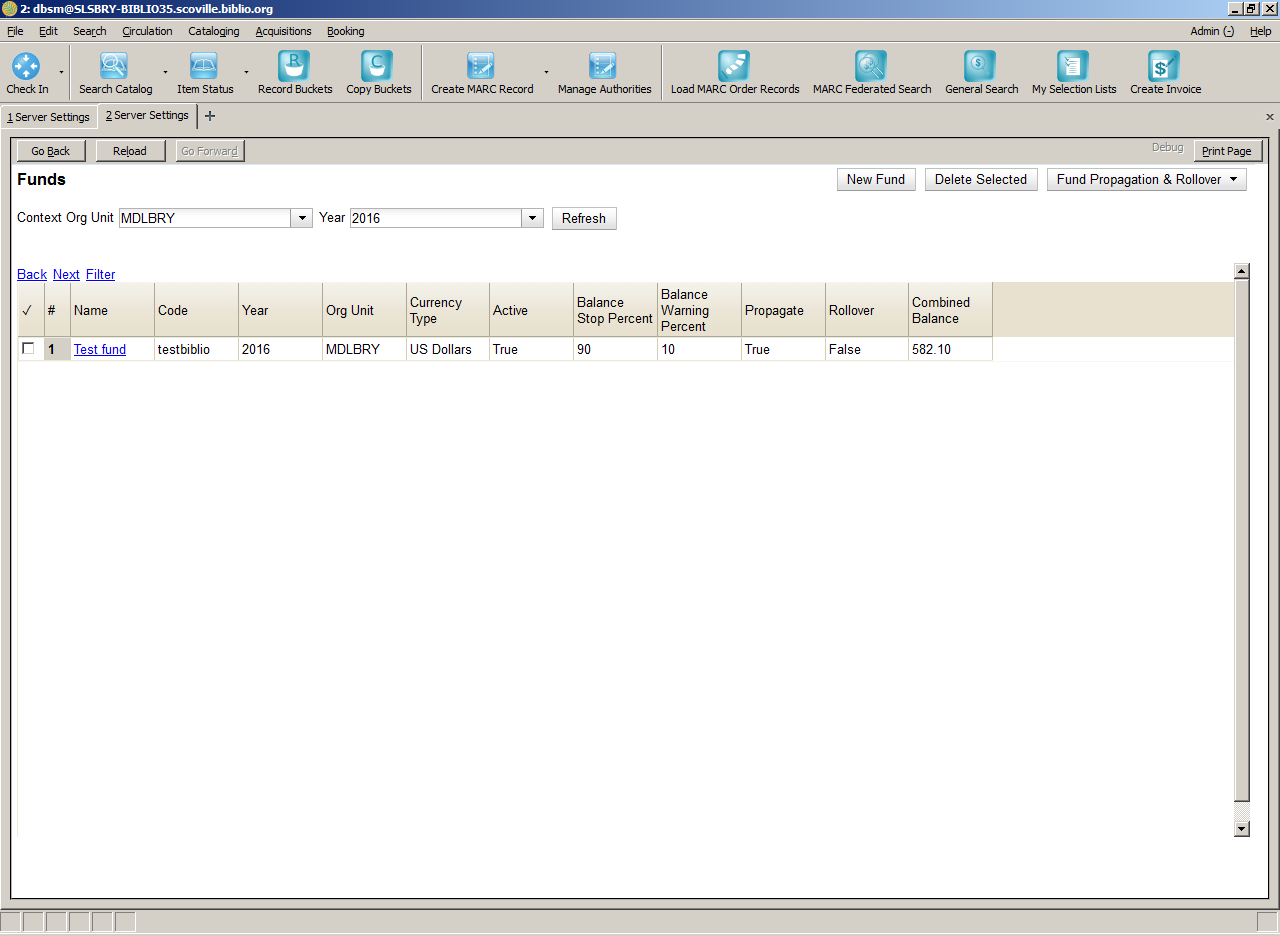 2: dbsm@SLSBRY-BIBLIO35.scoville.biblio.org
File Edit Search Circulation Cataloging Acquisitions Booking Admin (-) Help
Check In Search Catalog Item Status Record Buckets Copy Buckets Create MARC Record Manage Authorities Load MARC Order Records MARC Federated Search General Search My Selection Lists Create Invoice
1 Server Settings 2 Server Settings
Go Back Reload Go Forward Debug Print Page
Funds New Fund Delete Selected Fund Propagation & Rollover
Context Org Unit MDLBRY Year 2016 Refresh
Back Next Filter
✓ # Name Code Year Org Unit Currency Type Active Balance Stop Percent Balance Warning Percent Propagate Rollover Combined Balance
1 Test fund testbiblio 2016 MDLBRY US Dollars True 90 10 True False 582.10